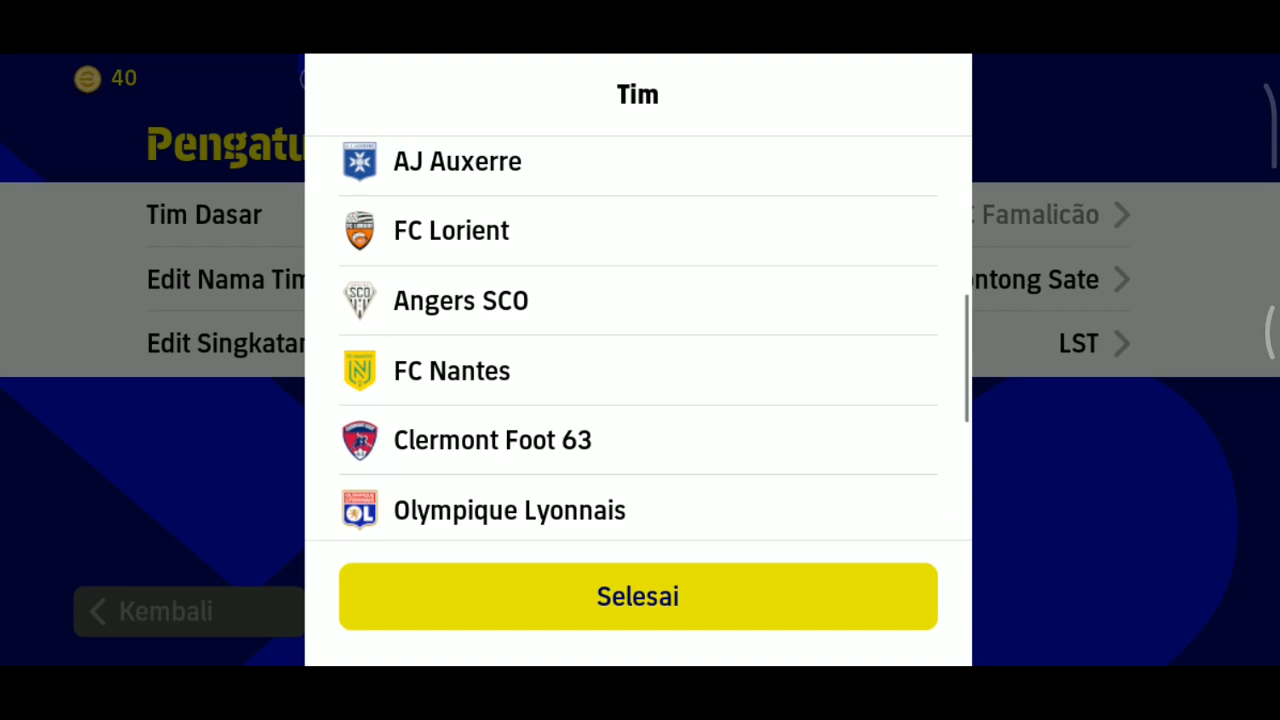 40
Tim
Pengatu
AJ Auxerre
Tim Dasar
Famalicão
FC Lorient
Edit Nama Tim
ontong Sate
Angers SCO
Edit Singkatan
LST
FC Nantes
Clermont Foot 63
Olympique Lyonnais
Selesai
Kembali